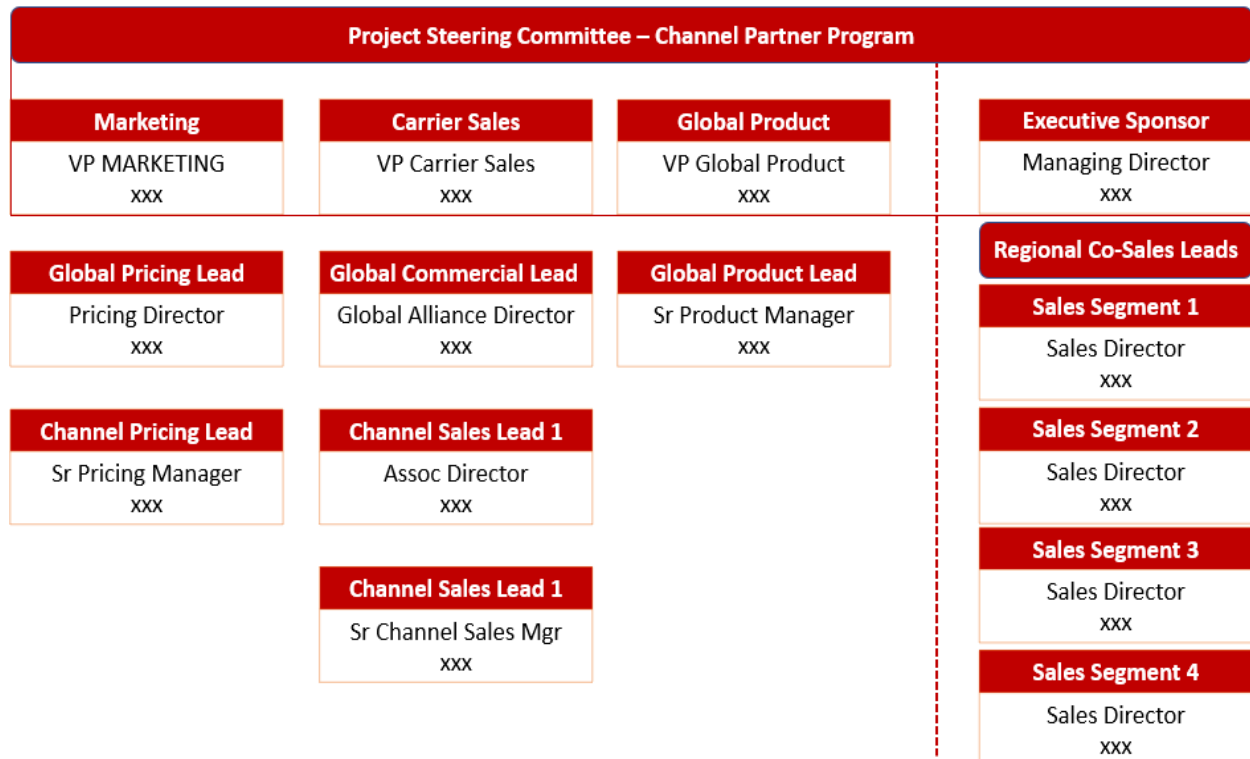 Project Steering Committee – Channel Partner Program
Marketing
VP MARKETING
xxx
Carrier Sales
VP Carrier Sales
xxx
Global Product
VP Global Product
xxx
Executive Sponsor
Managing Director
xxx
Global Pricing Lead
Pricing Director
xxx
Global Commercial Lead
Global Alliance Director
xxx
Global Product Lead
Sr Product Manager
xxx
Channel Pricing Lead
Sr Pricing Manager
xxx
Channel Sales Lead 1
Assoc Director
xxx
Channel Sales Lead 1
Sr Channel Sales Mgr
xxx
Regional Co-Sales Leads
Sales Segment 1
Sales Director
xxx
Sales Segment 2
Sales Director
xxx
Sales Segment 3
Sales Director
xxx
Sales Segment 4
Sales Director
xxx